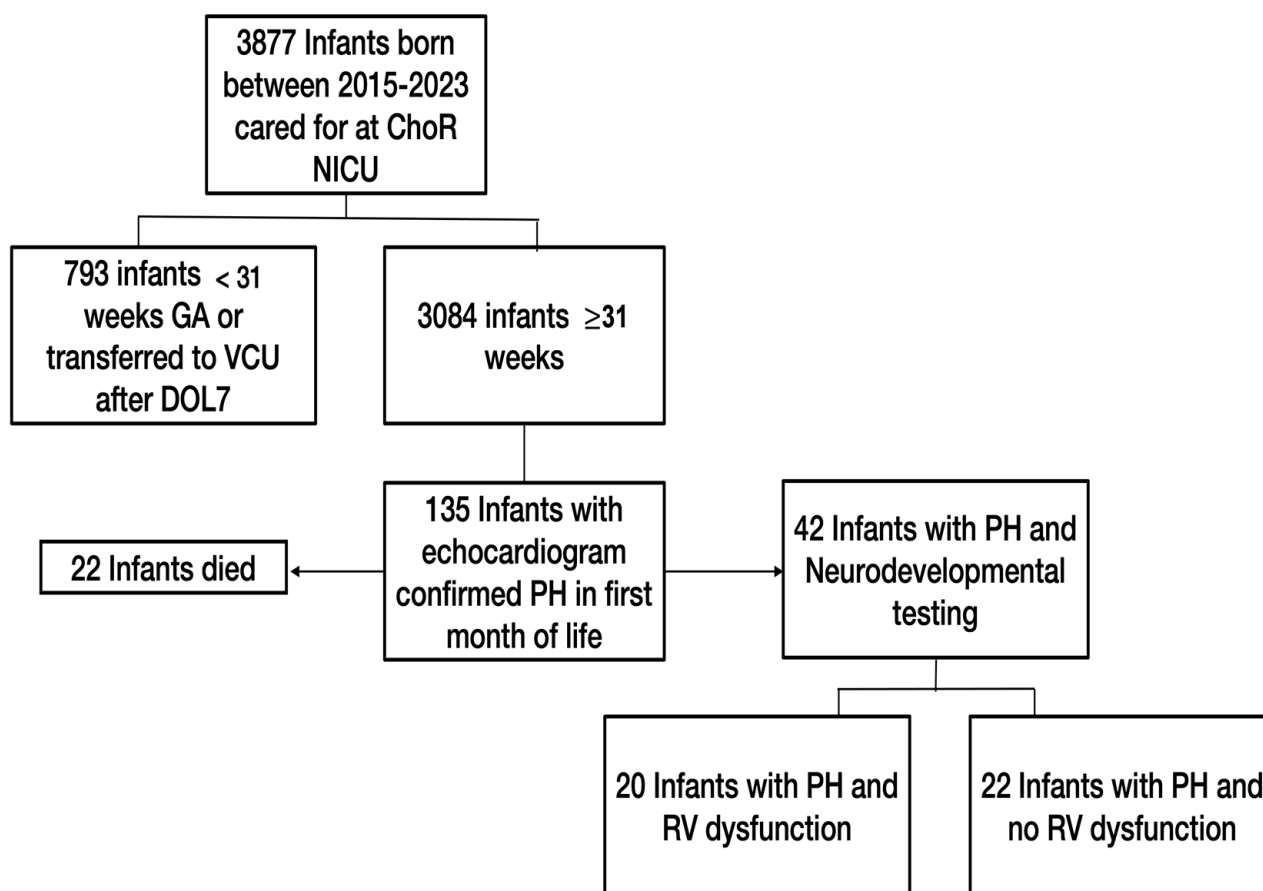 3877 Infants born
between 2015-2023
cared for at ChoR
NICU
793 infants < 31
weeks GA or
transferred to VCU
after DOL7
3084 infants ≥31
weeks
135 Infants with
echocardiogram
confirmed PH in first
month of life
22 Infants died
42 Infants with PH and
Neurodevelopmental
testing
20 Infants with PH and
RV dysfunction
22 Infants with PH and
no RV dysfunction